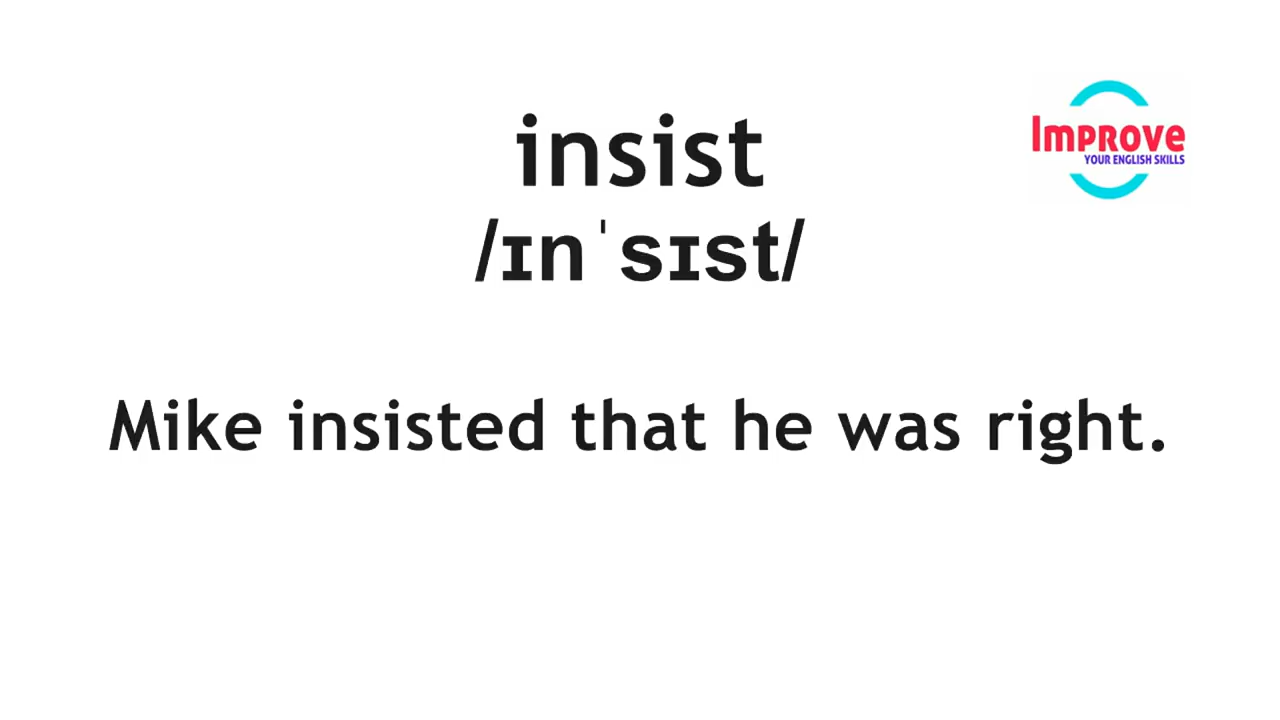 insist
Improve
YOUR ENGLISH SKILLS
/ɪnˈsɪst/
Mike insisted that he was right.